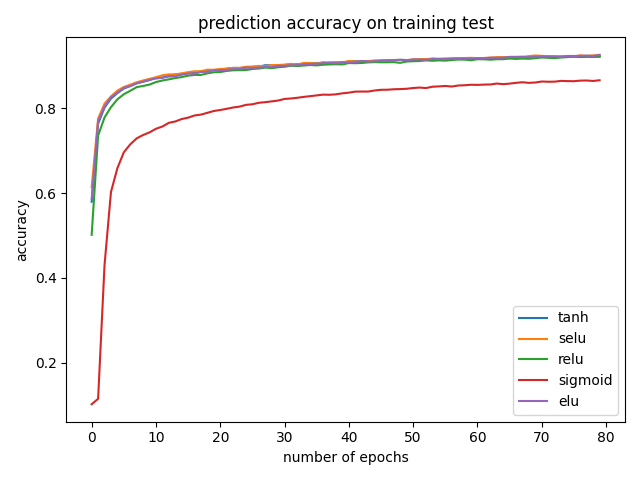 prediction accuracy on training test
accuracy
0.8
0.6
0.4
0.2
0 10 20 30 40 50 60 70 80
number of epochs
tanh
selu
relu
sigmoid
elu